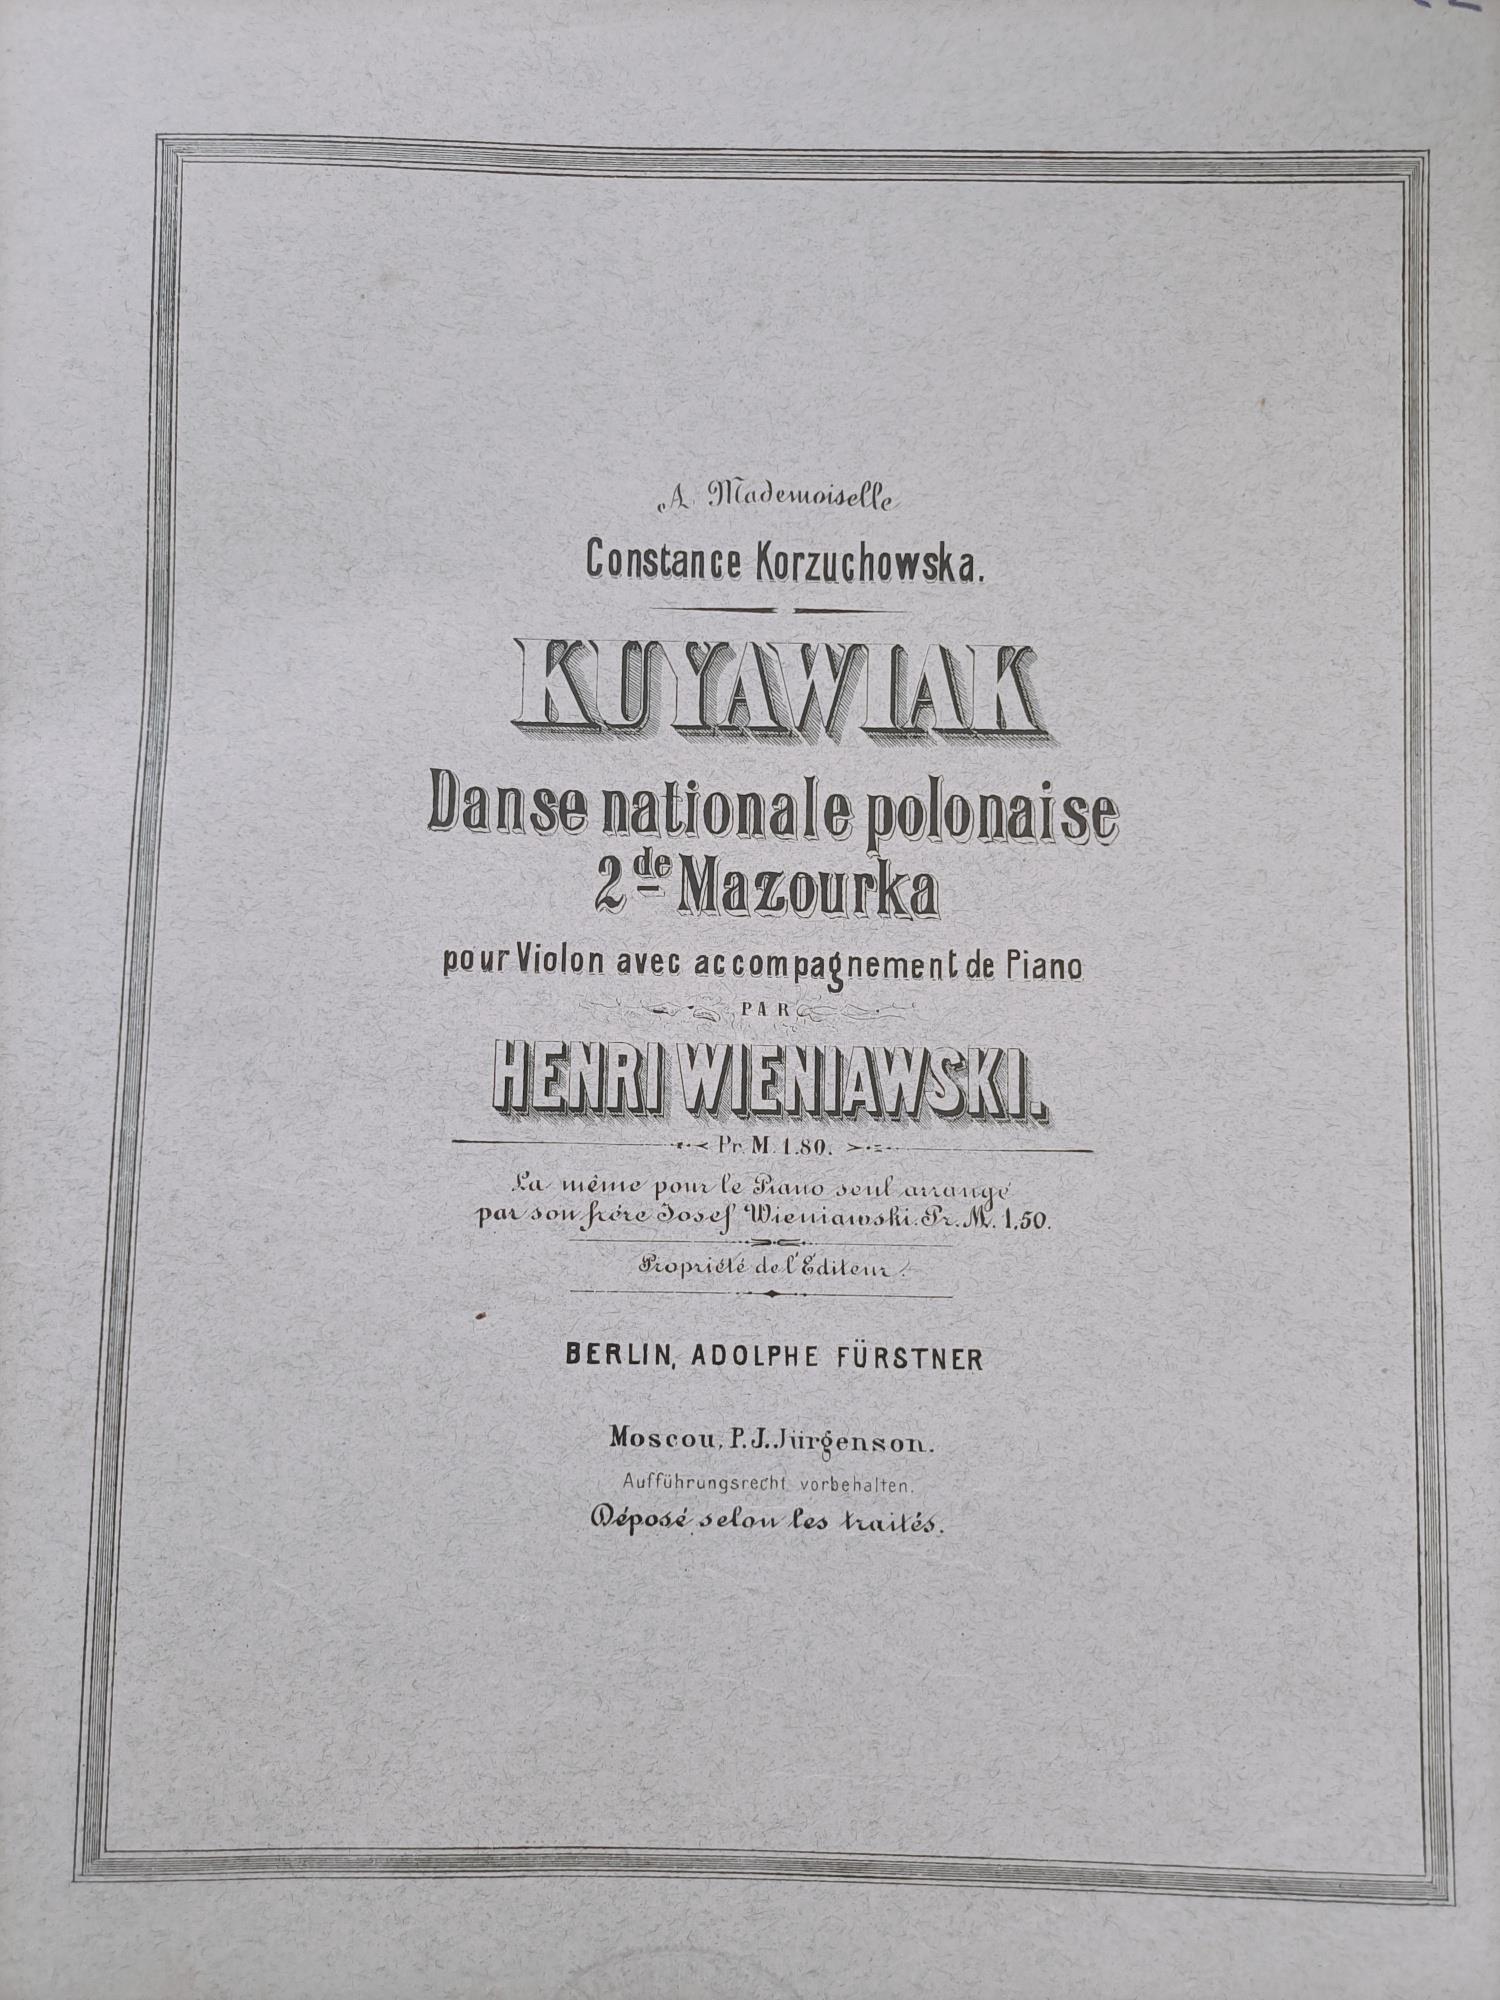 A Mademoiselle
Constance Korzuchowska.
KUYAWIAK
Danse nationale polonaise
2de Mazourka
pour Violon avec accompagnement de Piano
PAR
HENRI WIENIAWSKI.
Pr. M. 1.80.
La même pour le Piano seul arrangé
par son frére Josef Wieniawski. Pr. M. 1,50.
Propriété de l'Editeur.
BERLIN, ADOLPHE FÜRSTNER
Moscou, P. J. Jürgenson.
Aufführungsrecht vorbehalten.
Déposé selon les traités.